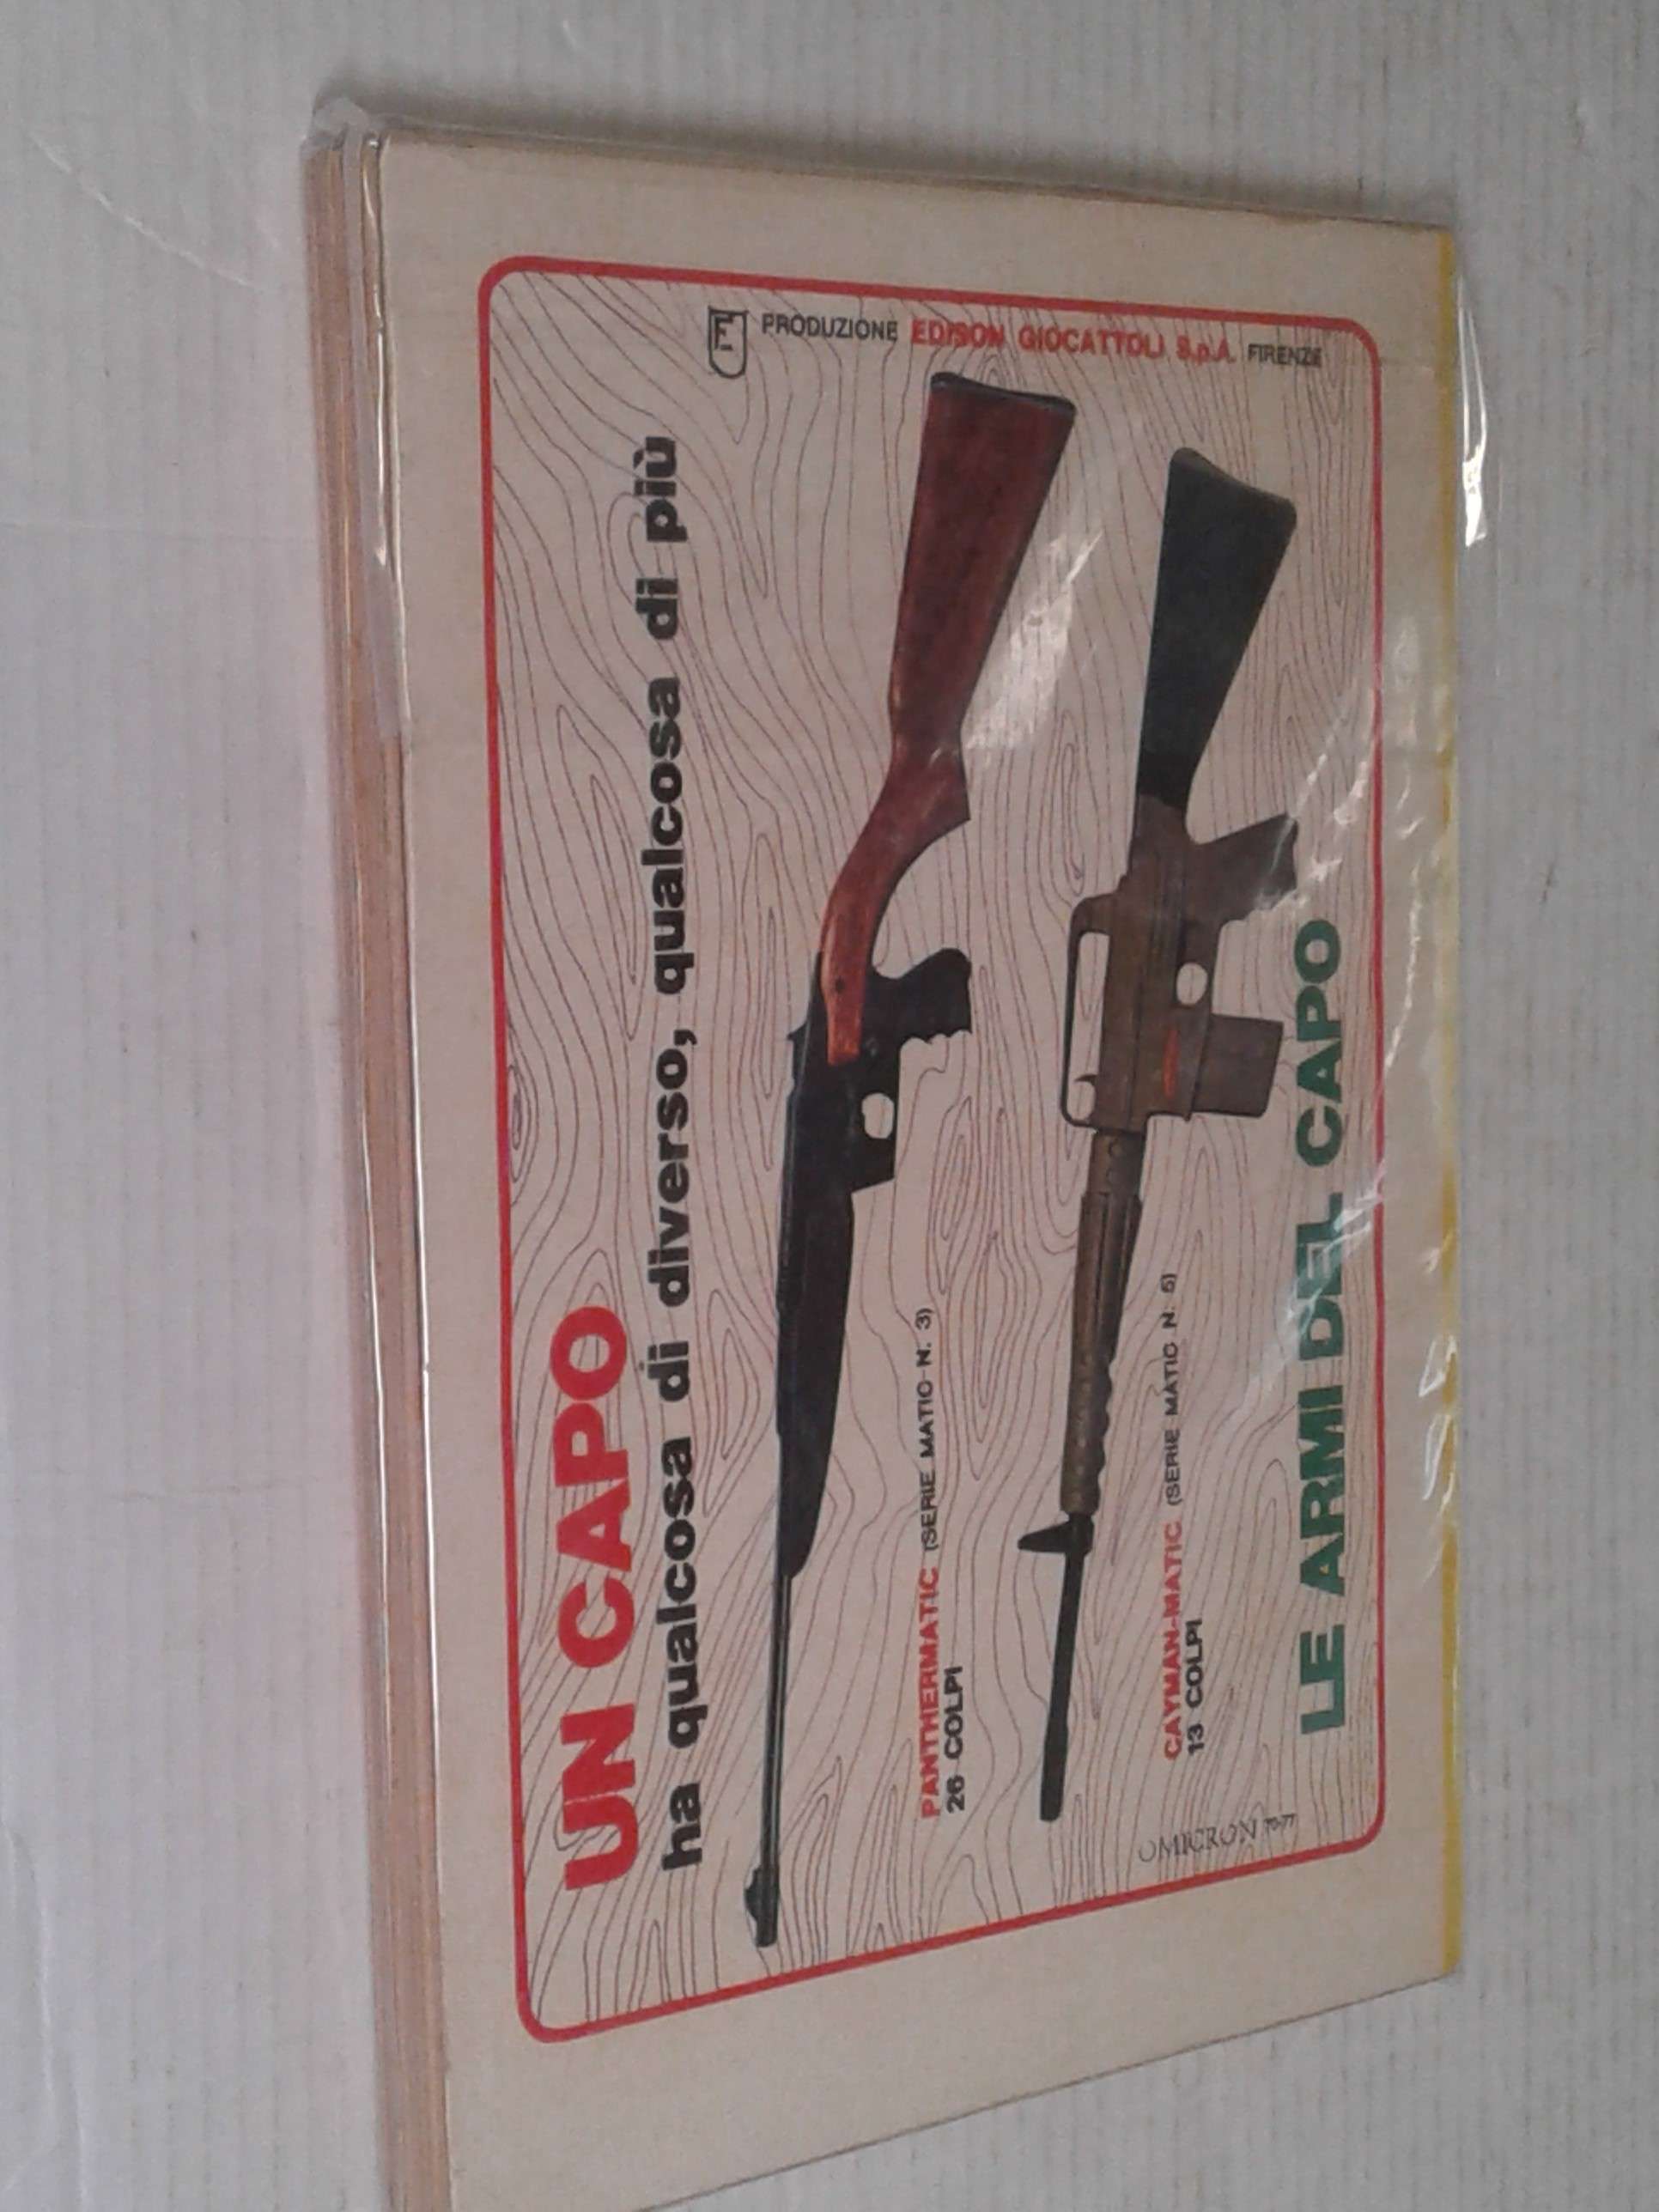 UN CAPO
ha qualcosa di diverso, qualcosa di più
PRODUZIONE EDISON GIOCATTOLI S.p.A. FIRENZE
PANTHERMATIC (SERIE MATIC N. 3)
26 COLPI
CAYMAN-MATIC (SERIE MATIC N. 5)
13 COLPI
LE ARMI DEL CAPO
OMICRON